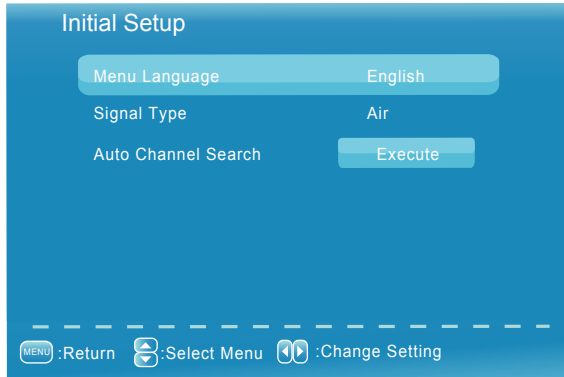 Initial Setup
Menu Language English
Signal Type Air
Auto Channel Search Execute
MENU :Return :Select Menu :Change Setting